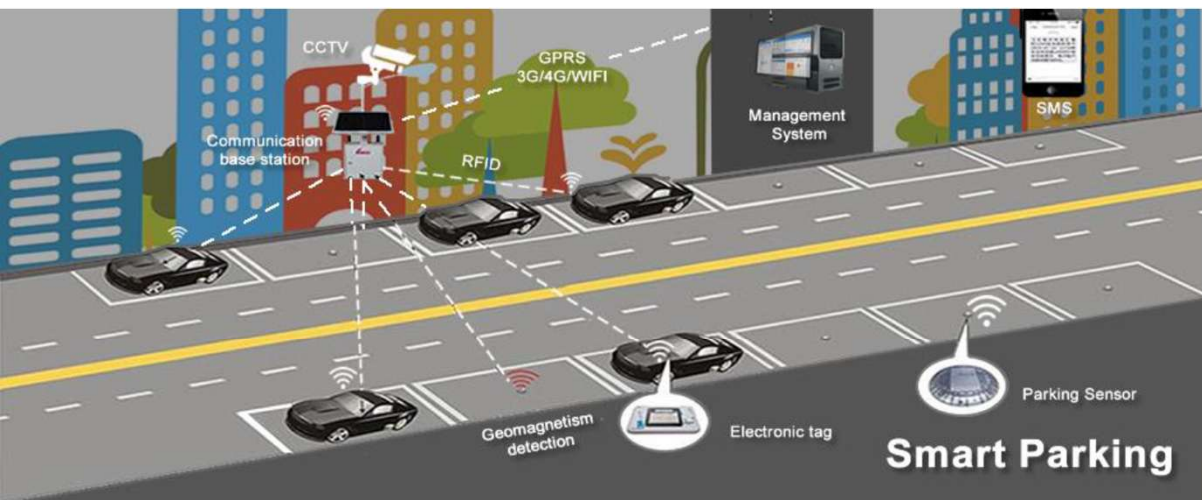 CCTV
GPRS
3G/4G/WIFI
Management
System
SMS
Communication
base station
RFID
Geomagnetism
detection
Electronic tag
Parking Sensor
Smart Parking